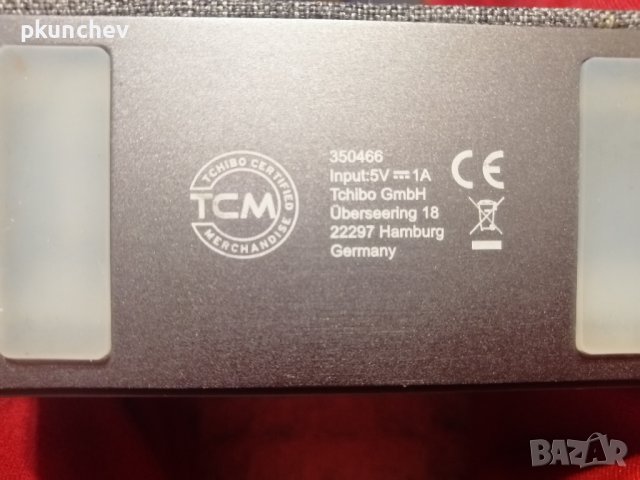 pkunchev
TCHIBO CERTIFIED
TCM
MERCHANDISE
350466
Input:5V ⎓ 1A
Tchibo GmbH
Überseering 18
22297 Hamburg
Germany
CE
BAZAR